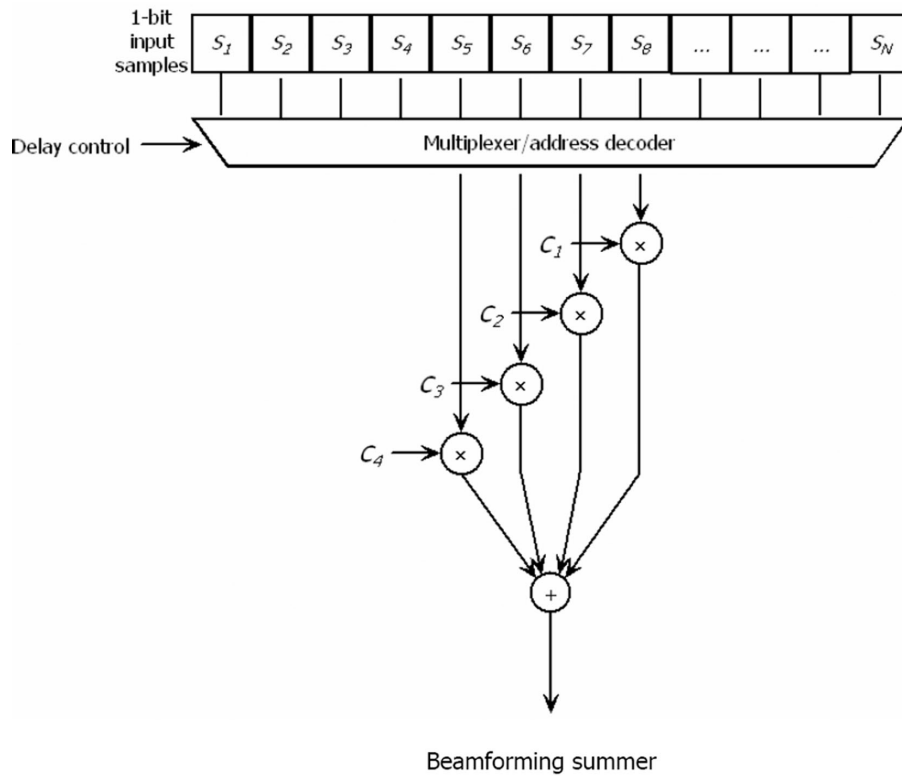 1-bit
input
samples
S1 S2 S3 S4 S5 S6 S7 S8 ... ... ... SN
Delay control
Multiplexer/address decoder
C1 ×
C2 ×
C3 ×
C4 ×
+
Beamforming summer